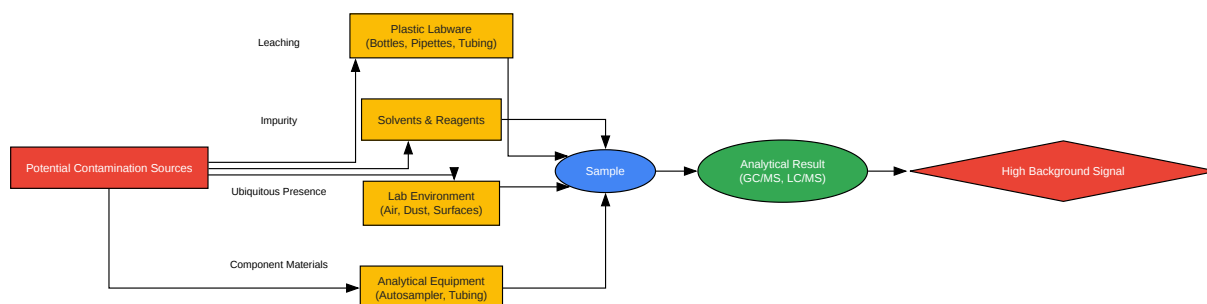 Plastic Labware
(Bottles, Pipettes, Tubing)
Leaching
Impurity
Solvents & Reagents
Potential Contamination Sources
Ubiquitous Presence
Lab Environment
(Air, Dust, Surfaces)
Component Materials
Analytical Equipment
(Autosampler, Tubing)
Sample
Analytical Result
(GC/MS, LC/MS)
High Background Signal